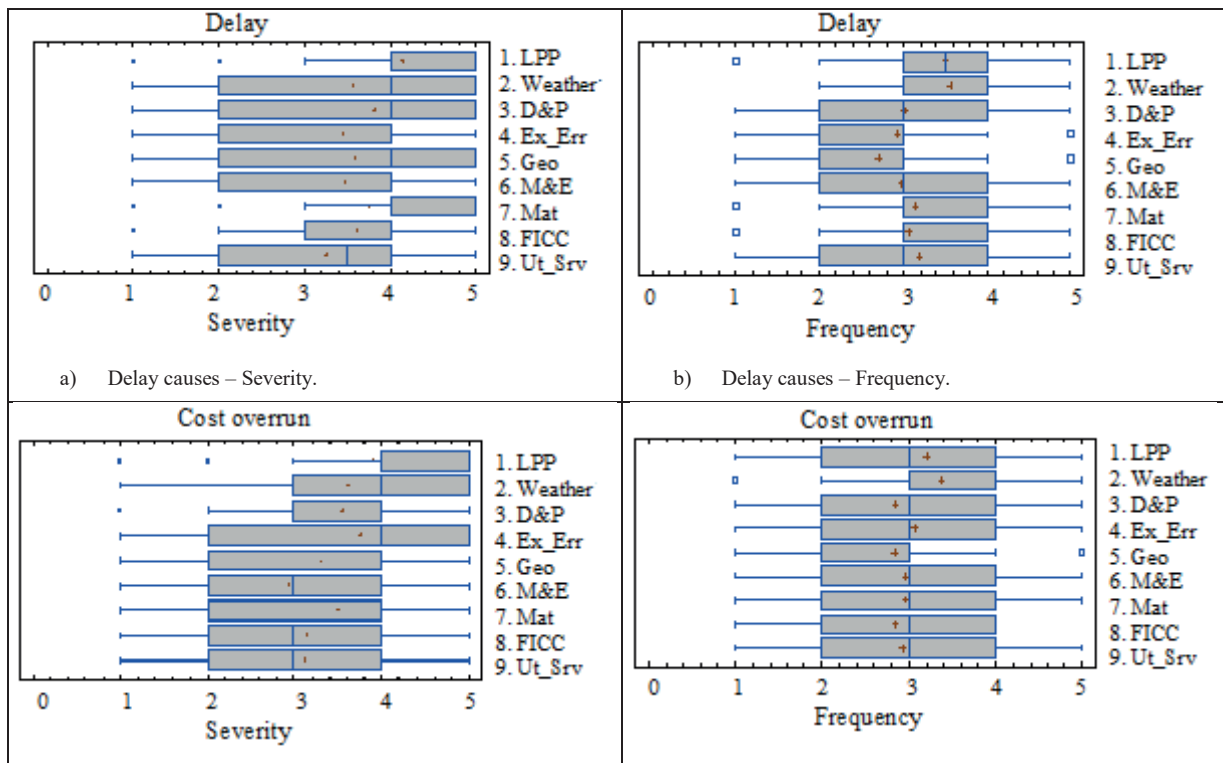 Delay
1. LPP
2. Weather
3. D&P
4. Ex_Err
5. Geo
6. M&E
7. Mat
8. FICC
9. Ut_Srv
0 1 2 3 4 5
Severity
a) Delay causes – Severity.
Delay
1. LPP
2. Weather
3. D&P
4. Ex_Err
5. Geo
6. M&E
7. Mat
8. FICC
9. Ut_Srv
0 1 2 3 4 5
Frequency
b) Delay causes – Frequency.
Cost overrun
1. LPP
2. Weather
3. D&P
4. Ex_Err
5. Geo
6. M&E
7. Mat
8. FICC
9. Ut_Srv
0 1 2 3 4 5
Severity
Cost overrun
1. LPP
2. Weather
3. D&P
4. Ex_Err
5. Geo
6. M&E
7. Mat
8. FICC
9. Ut_Srv
0 1 2 3 4 5
Frequency